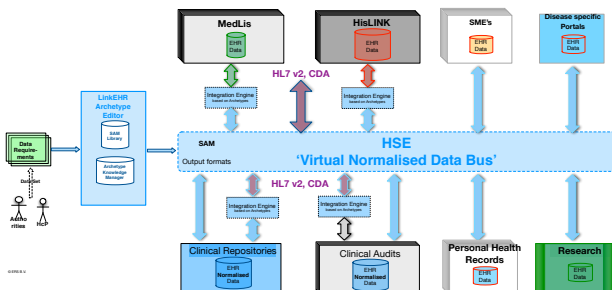 MedLis
EHR
Data
HisLINK
EHR
Data
SME's
EHR
Data
Disease specific
Portals
EHR
Data
HL7 v2, CDA
Integration Engine
based on Archetypes
Integration Engine
based on Archetypes
LinkEHR
Archetype
Editor
SAM
Library
Archetype
Knowledge
Manager
Data
Require-
ments
Data Set
Autho
rities
HcP
SAM
Output formats
HSE
'Virtual Normalised Data Bus'
HL7 v2, CDA
Integration Engine
based on Archetypes
Integration Engine
based on Archetypes
Clinical Repositories
EHR
Normalised
Data
Clinical Audits
EHR
Normalised
Data
Personal Health
Records
EHR
Data
Research
EHR
Data